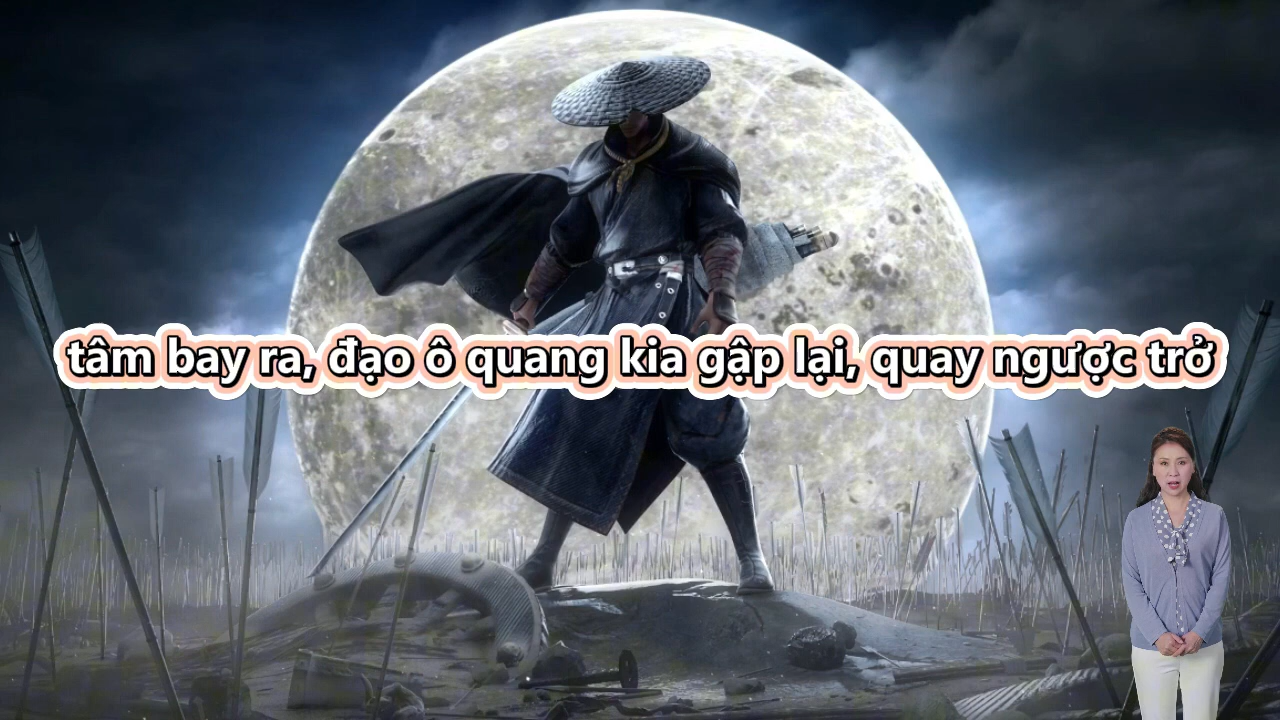 tâm bay ra, đạo ô quang kia gập lại, quay ngược trở